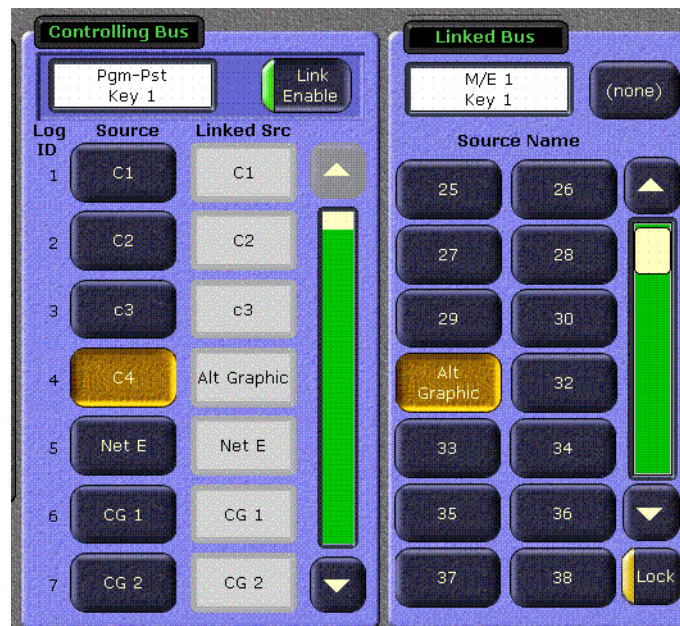 Controlling Bus
Pgm-Pst
Key 1
Link
Enable
Log
ID
Source
Linked Src
1
C1
C1
2
C2
C2
3
c3
c3
4
C4
Alt Graphic
5
Net E
Net E
6
CG 1
CG 1
7
CG 2
CG 2
Linked Bus
M/E 1
Key 1
(none)
Source Name
25
26
27
28
29
30
Alt
Graphic
32
33
34
35
36
37
38
Lock